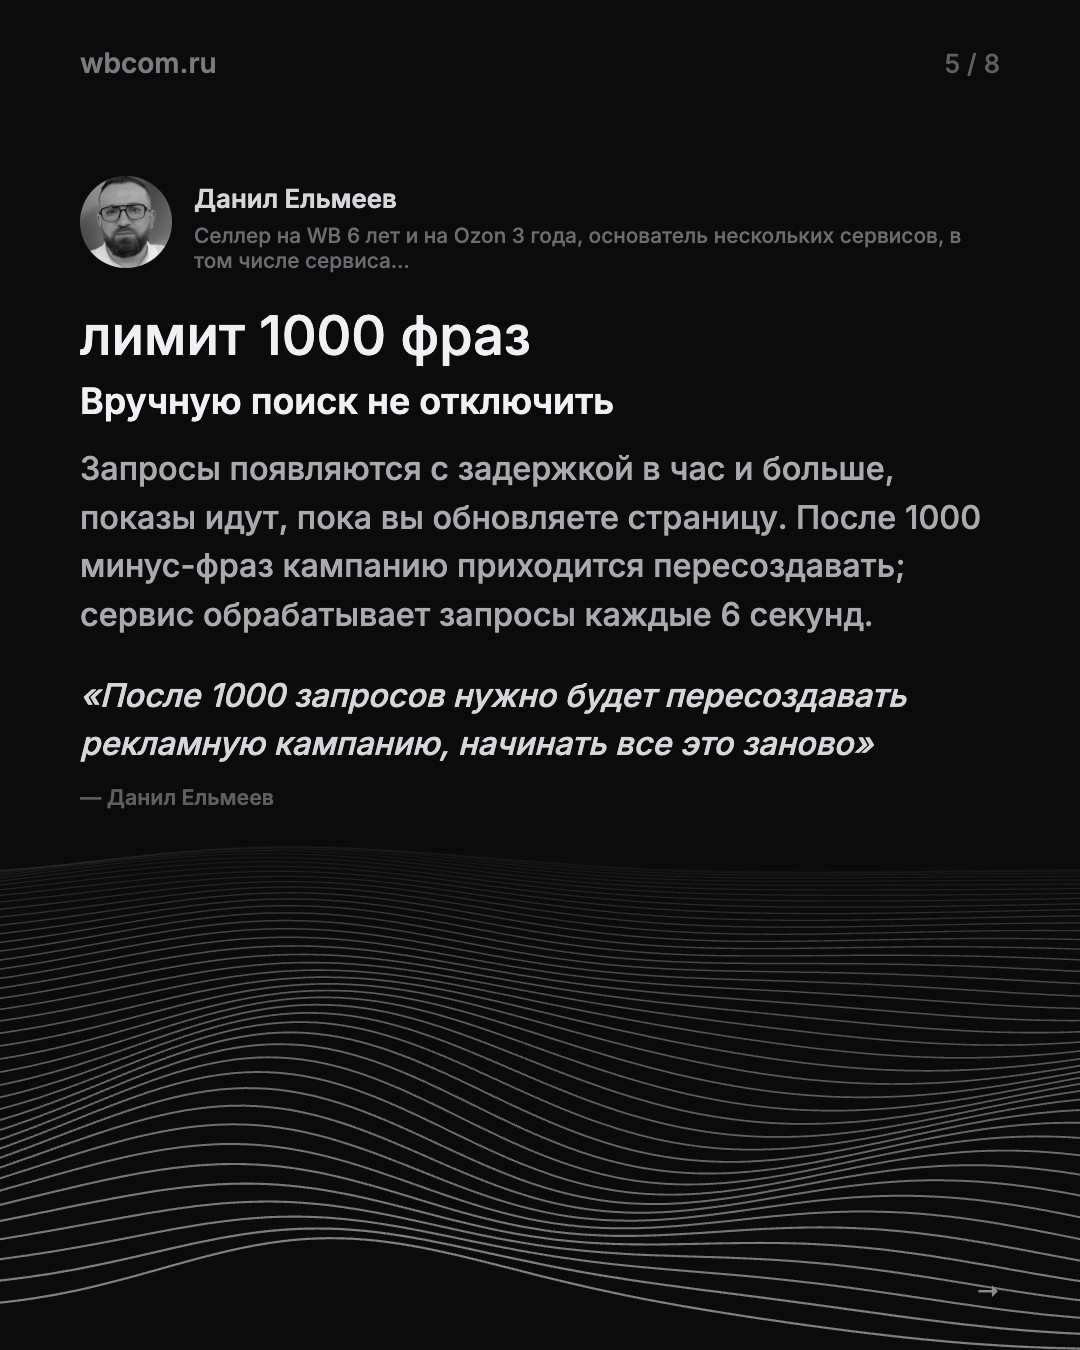 wbcom.ru
5 / 8
Данил Ельмеев
Селлер на WB 6 лет и на Ozon 3 года, основатель нескольких сервисов, в
том числе сервиса...
лимит 1000 фраз
Вручную поиск не отключить
Запросы появляются с задержкой в час и больше,
показы идут, пока вы обновляете страницу. После 1000
минус-фраз кампанию приходится пересоздавать;
сервис обрабатывает запросы каждые 6 секунд.
«После 1000 запросов нужно будет пересоздавать
рекламную кампанию, начинать все это заново»
— Данил Ельмеев
→